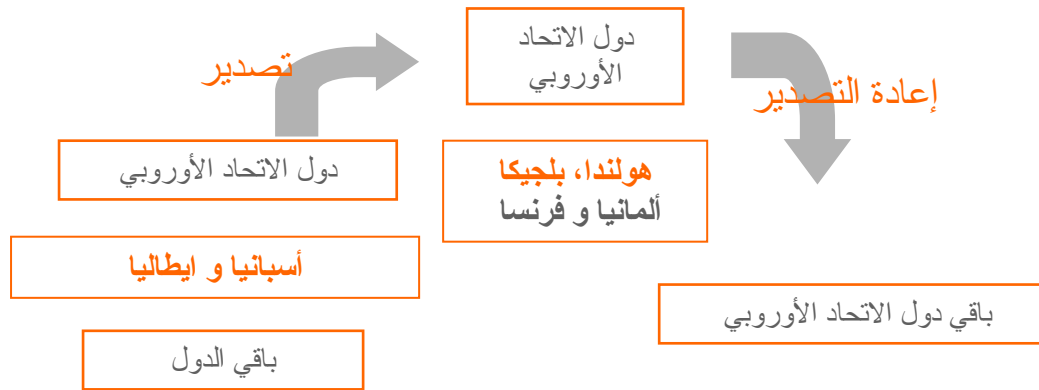 دول الاتحاد
الأوروبي
تصدير
إعادة التصدير
دول الاتحاد الأوروبي
هولندا، بلجيكا
ألمانيا و فرنسا
أسبانيا و ايطاليا
باقي دول الاتحاد الأوروبي
باقي الدول